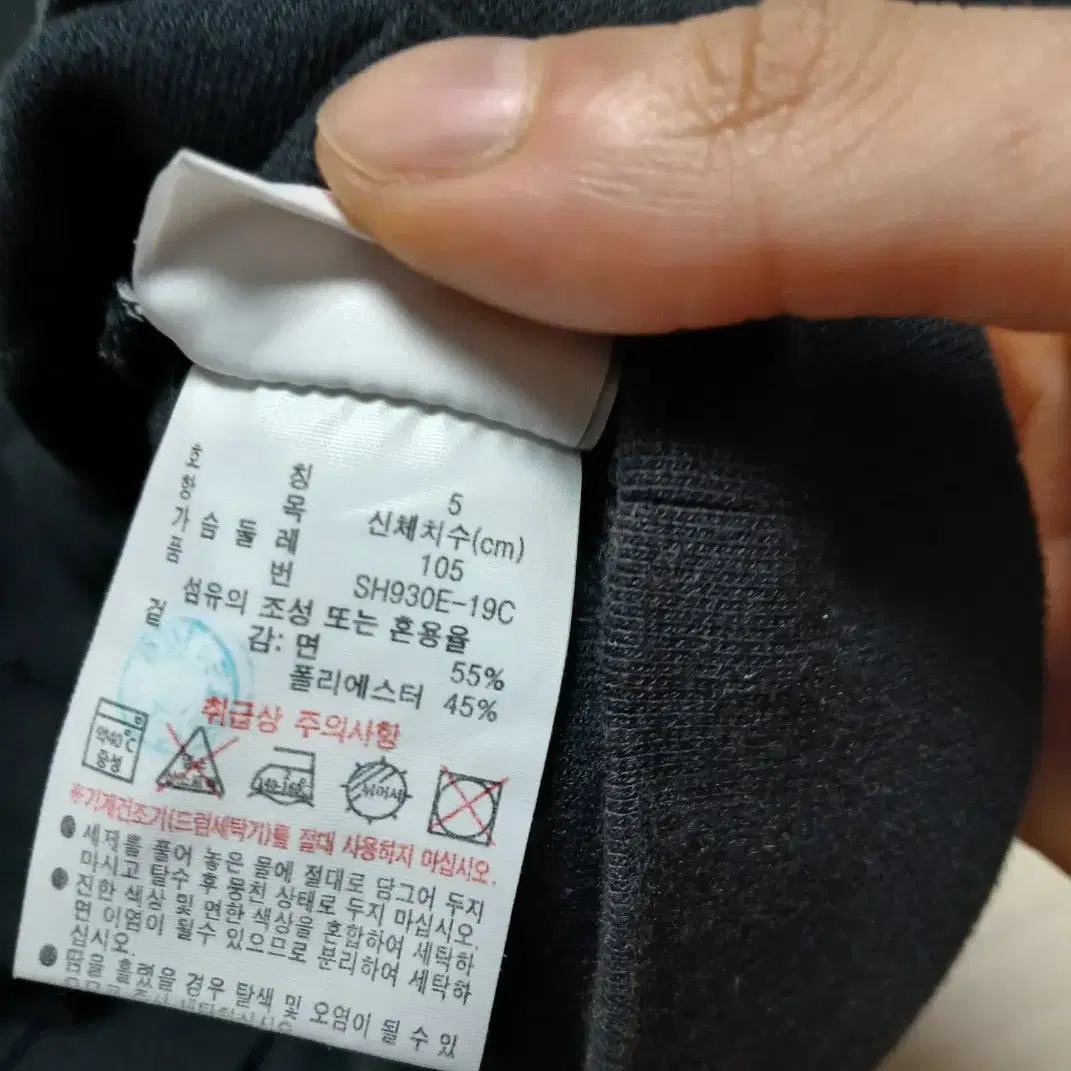 호칭 5
항목 신체치수(cm)
가슴둘레 105
품번 SH930E-19C
섬유의 조성 또는 혼용율
겉감: 면 55%
폴리에스터 45%
취급상 주의사항
약40℃
중성
140~160℃
뉘어서
※기계건조기(드럼세탁기)를 절대 사용하지 마십시오.
● 세제를 풀어 놓은 물에 절대로 담그어 두지
마시고 탈수 후 뭉친 상태로 두지 마십시오.
● 진한 색상 및 연한 색상을 혼합하여 세탁하
면 이염이 될 수 있으므로 분리하여 세탁하
십시오.
● 땀을 흘렸을 경우 탈색 및 오염이 될 수 있